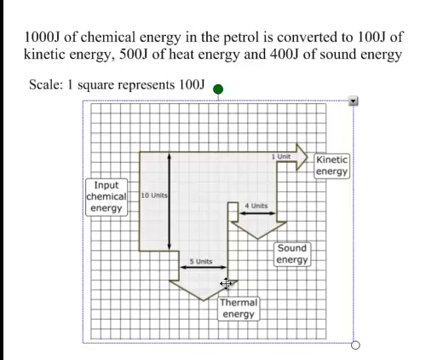 1000J of chemical energy in the petrol is converted to 100J of
kinetic energy, 500J of heat energy and 400J of sound energy
Scale: 1 square represents 100J
1 Unit
Kinetic
energy
Input
chemical
energy
10 Units
4 Units
Sound
energy
5 Units
Thermal
energy